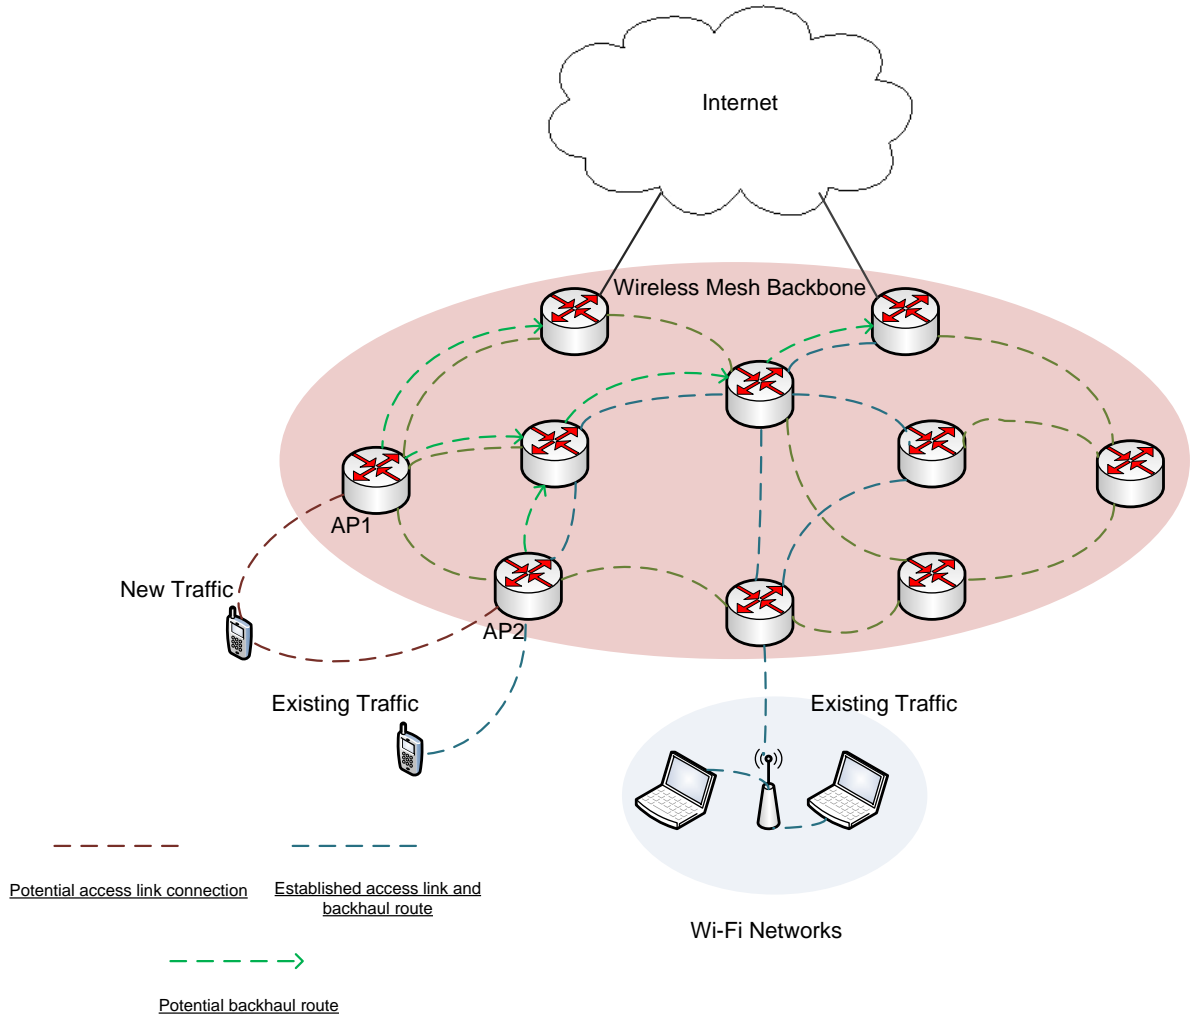 Internet
Wireless Mesh Backbone
AP1
New Traffic
AP2
Existing Traffic
Existing Traffic
Potential access link connection
Established access link and
backhaul route
Wi-Fi Networks
Potential backhaul route